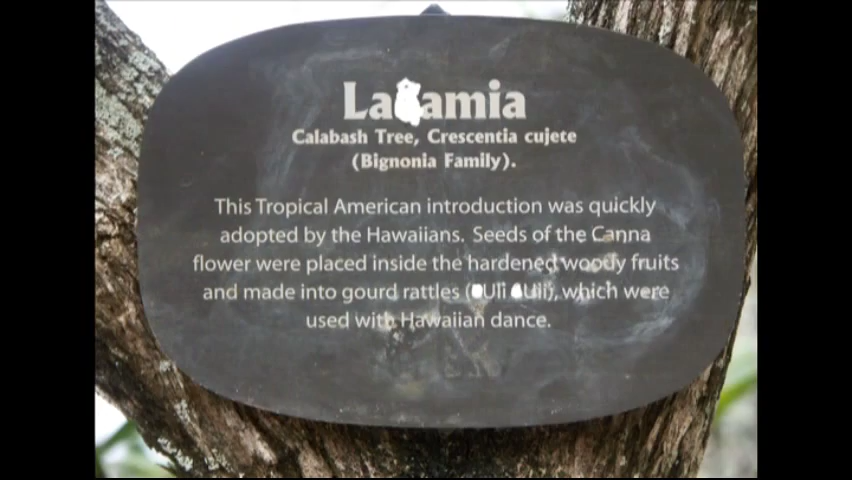 La amia
Calabash Tree, Crescentia cujete
(Bignonia Family).
This Tropical American introduction was quickly
adopted by the Hawaiians. Seeds of the Canna
flower were placed inside the hardened woody fruits
and made into gourd rattles ( Uli Uli), which were
used with Hawaiian dance.